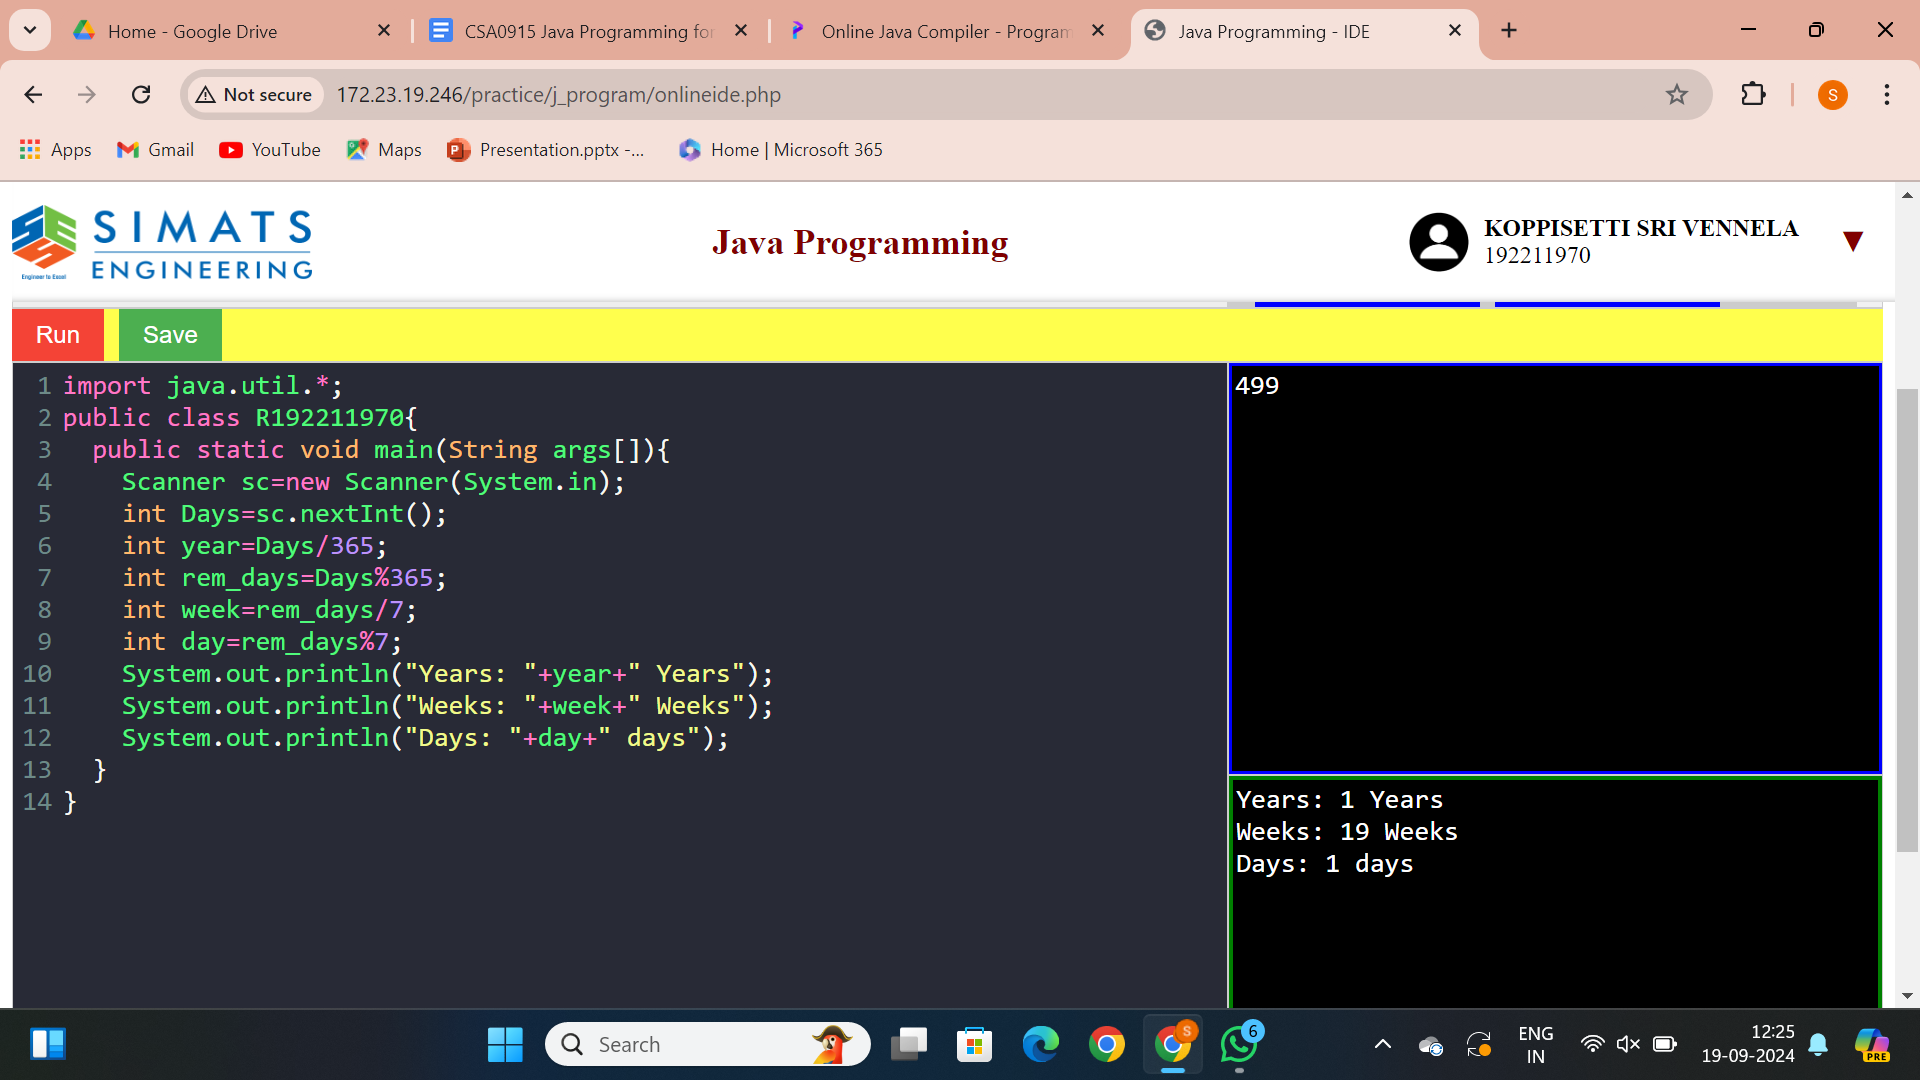 Home - Google Drive
CSA0915 Java Programming for
Online Java Compiler - Program
Java Programming - IDE
Not secure
172.23.19.246/practice/j_program/onlineide.php
S
Apps
Gmail
YouTube
Maps
Presentation.pptx -...
Home | Microsoft 365
SIMATS
ENGINEERING
Engineer to Excel
Java Programming
KOPPISETTI SRI VENNELA
192211970
Run
Save
1 import java.util.*;
2 public class R192211970{
3 public static void main(String args[]){
4 Scanner sc=new Scanner(System.in);
5 int Days=sc.nextInt();
6 int year=Days/365;
7 int rem_days=Days%365;
8 int week=rem_days/7;
9 int day=rem_days%7;
10 System.out.println("Years: "+year+" Years");
11 System.out.println("Weeks: "+week+" Weeks");
12 System.out.println("Days: "+day+" days");
13 }
14 }
499
Years: 1 Years
Weeks: 19 Weeks
Days: 1 days
Search
S
6
ENG
IN
12:25
19-09-2024
PRE